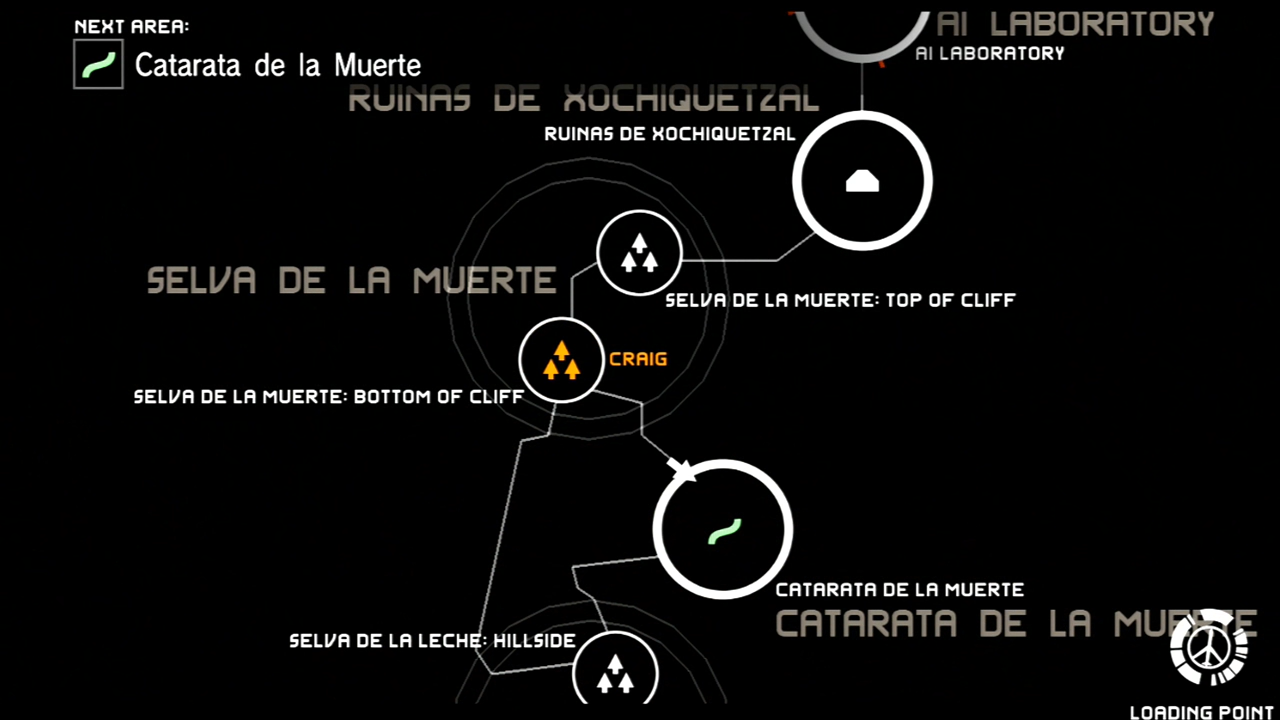 NEXT AREA:
Catarata de la Muerte
AI LABORATORY
AI LABORATORY
RUINAS DE XOCHIQUETZAL
RUINAS DE XOCHIQUETZAL
SELVA DE LA MUERTE
SELVA DE LA MUERTE: TOP OF CLIFF
CRAIG
SELVA DE LA MUERTE: BOTTOM OF CLIFF
CATARATA DE LA MUERTE
CATARATA DE LA MUERTE
SELVA DE LA LECHE: HILLSIDE
LOADING POINT